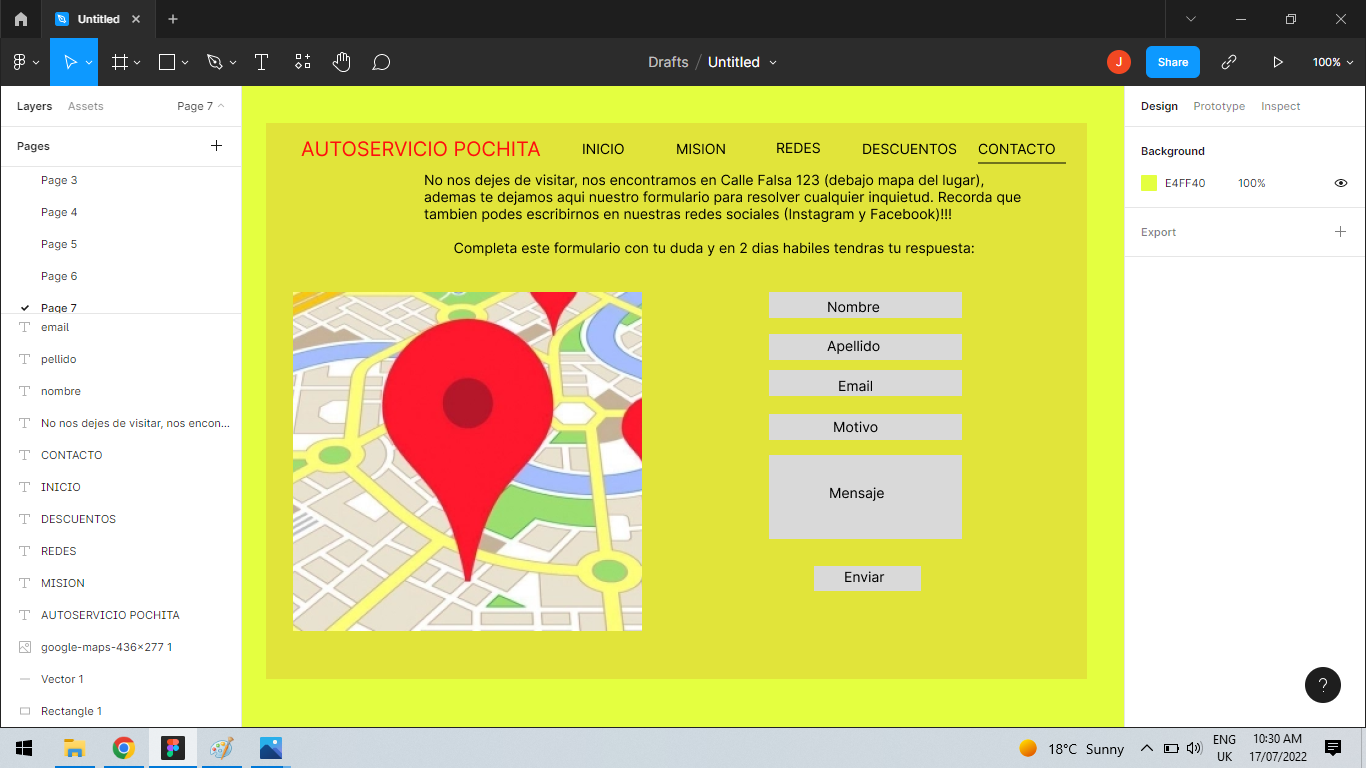 Untitled
Drafts / Untitled
J
Share
100%
Layers
Assets
Page 7
Pages
Page 3
Page 4
Page 5
Page 6
Page 7
email
pellido
nombre
No nos dejes de visitar, nos encon...
CONTACTO
INICIO
DESCUENTOS
REDES
MISION
AUTOSERVICIO POCHITA
google-maps-436×277 1
Vector 1
Rectangle 1
AUTOSERVICIO POCHITA
INICIO
MISION
REDES
DESCUENTOS
CONTACTO
No nos dejes de visitar, nos encontramos en Calle Falsa 123 (debajo mapa del lugar),
ademas te dejamos aqui nuestro formulario para resolver cualquier inquietud. Recorda que
tambien podes escribirnos en nuestras redes sociales (Instagram y Facebook)!!!
Completa este formulario con tu duda y en 2 dias habiles tendras tu respuesta:
Nombre
Apellido
Email
Motivo
Mensaje
Enviar
Design
Prototype
Inspect
Background
E4FF40
100%
Export
?
18°C Sunny
ENG
UK
10:30 AM
17/07/2022